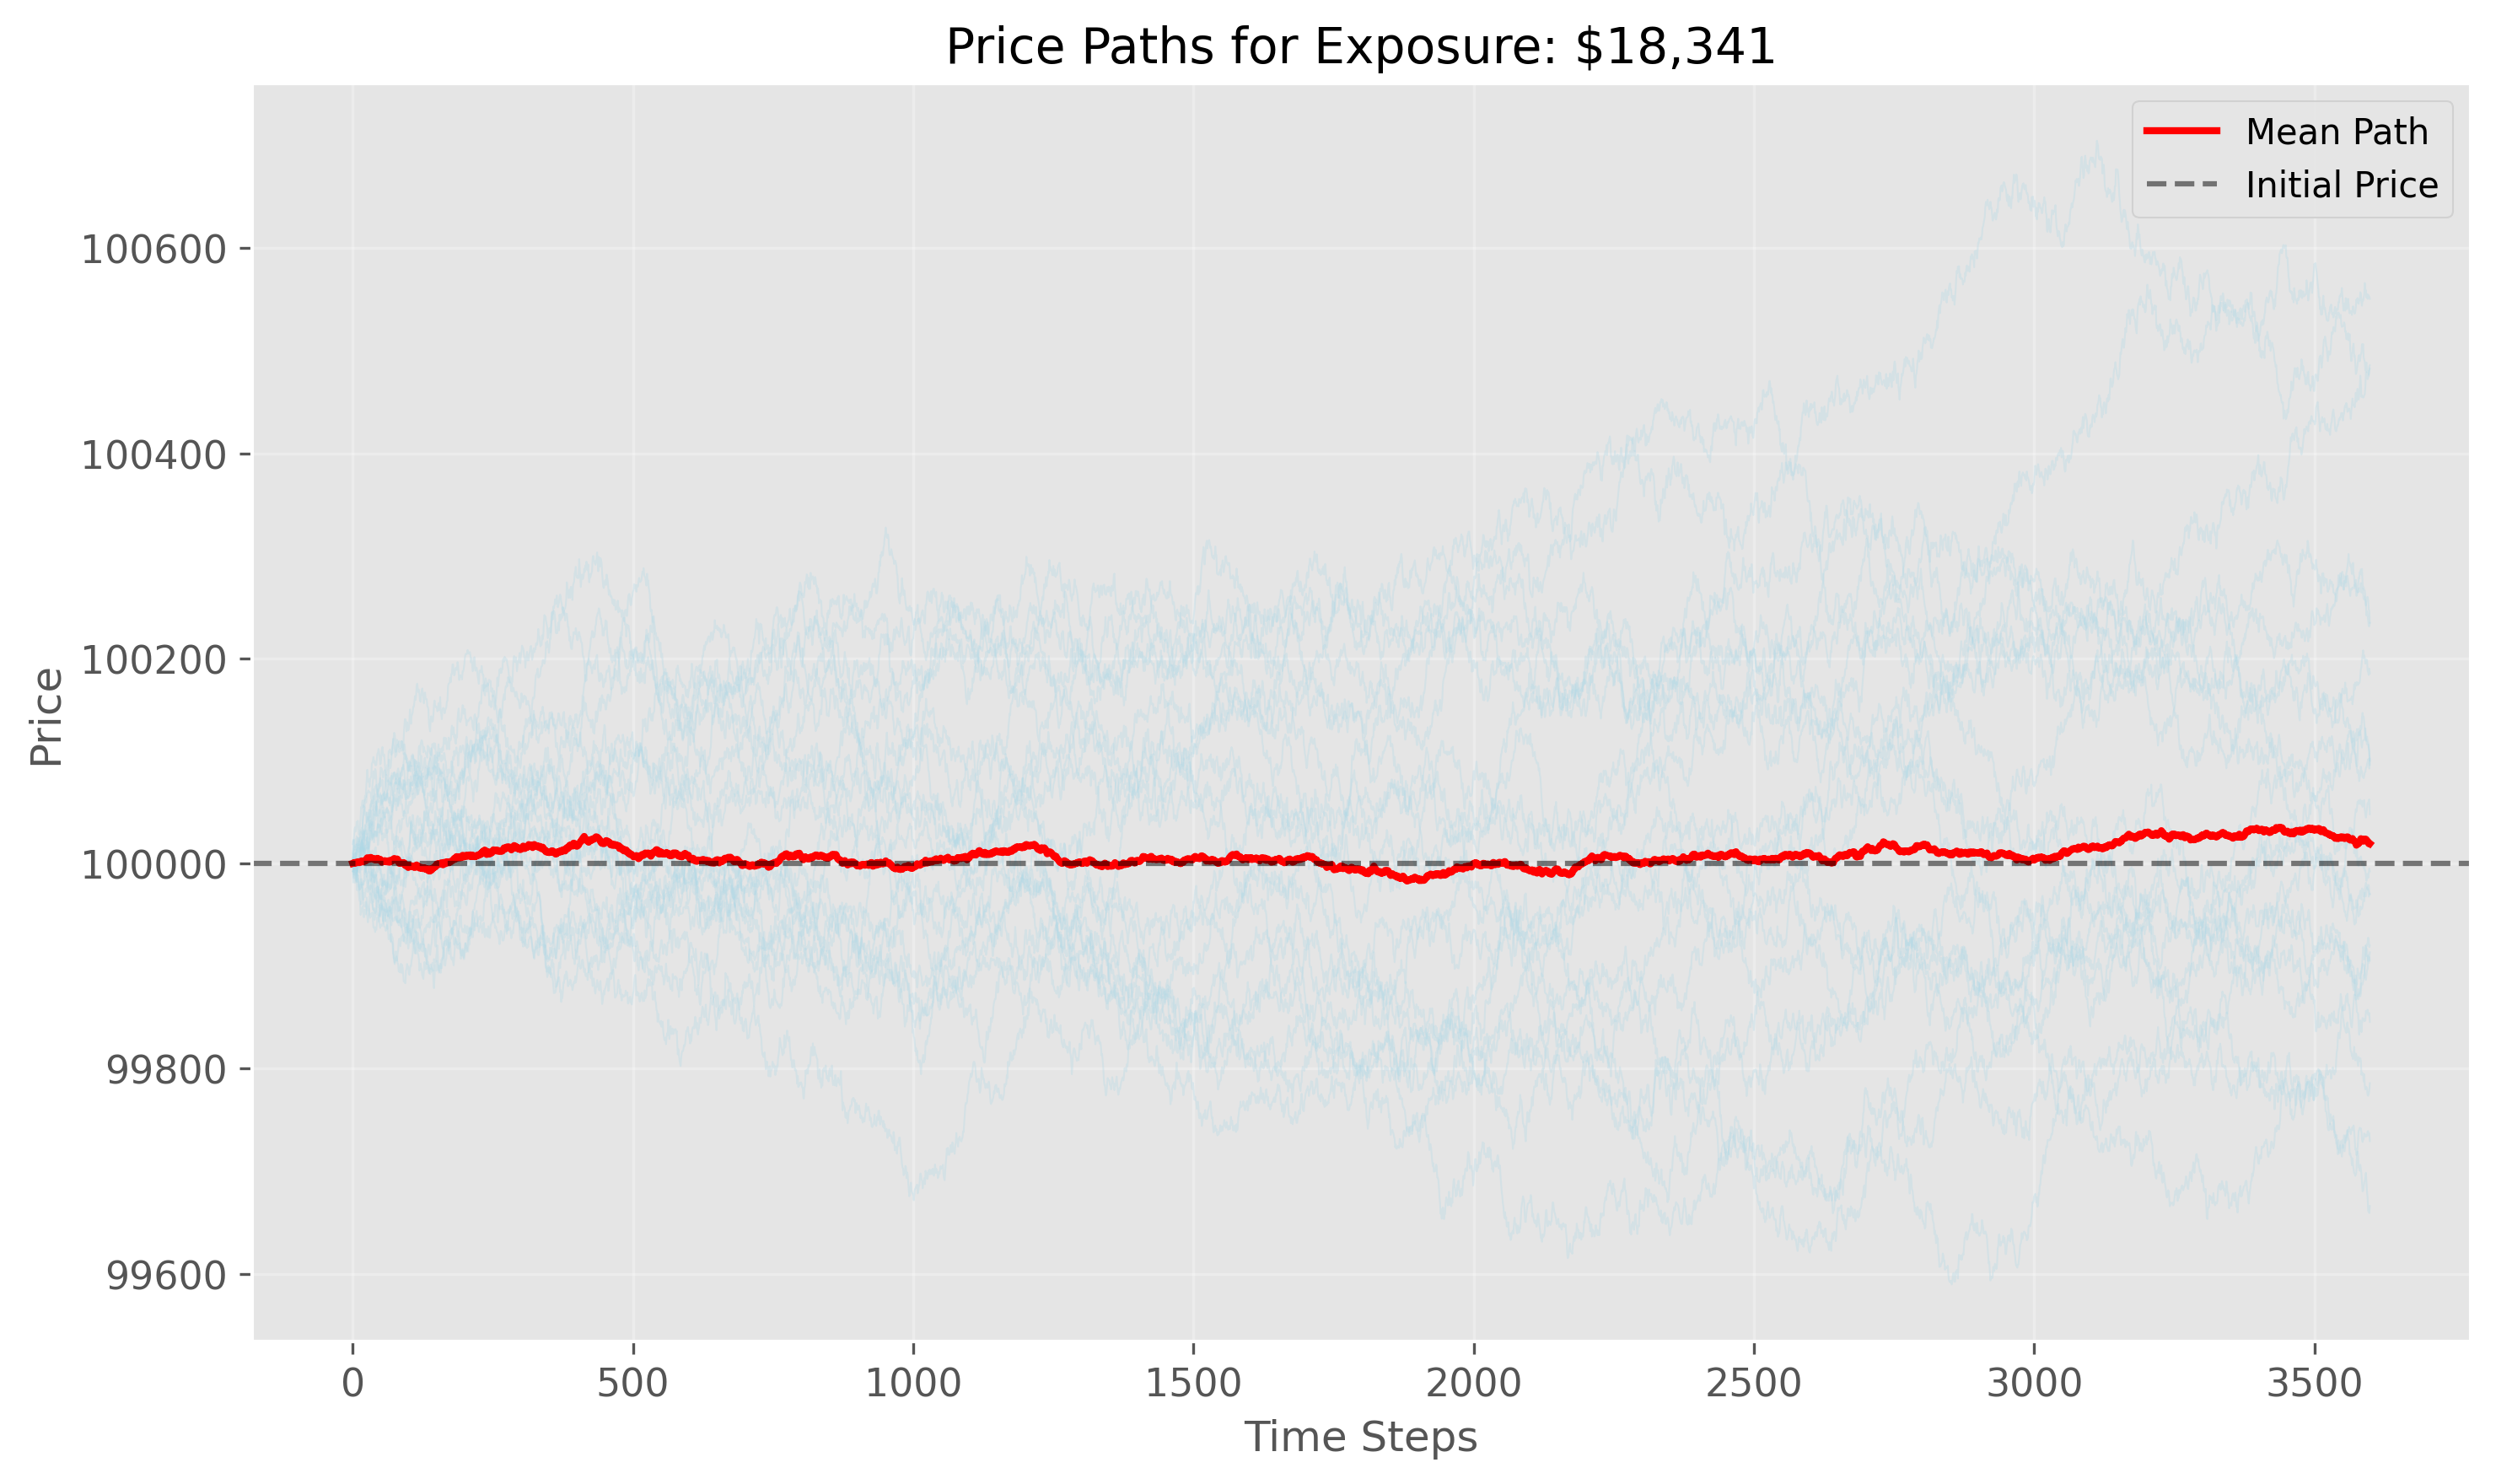 Price Paths for Exposure: $18,341
Mean Path
Initial Price
Price
100600
100400
100200
100000
99800
99600
0
500
1000
1500
2000
2500
3000
3500
Time Steps